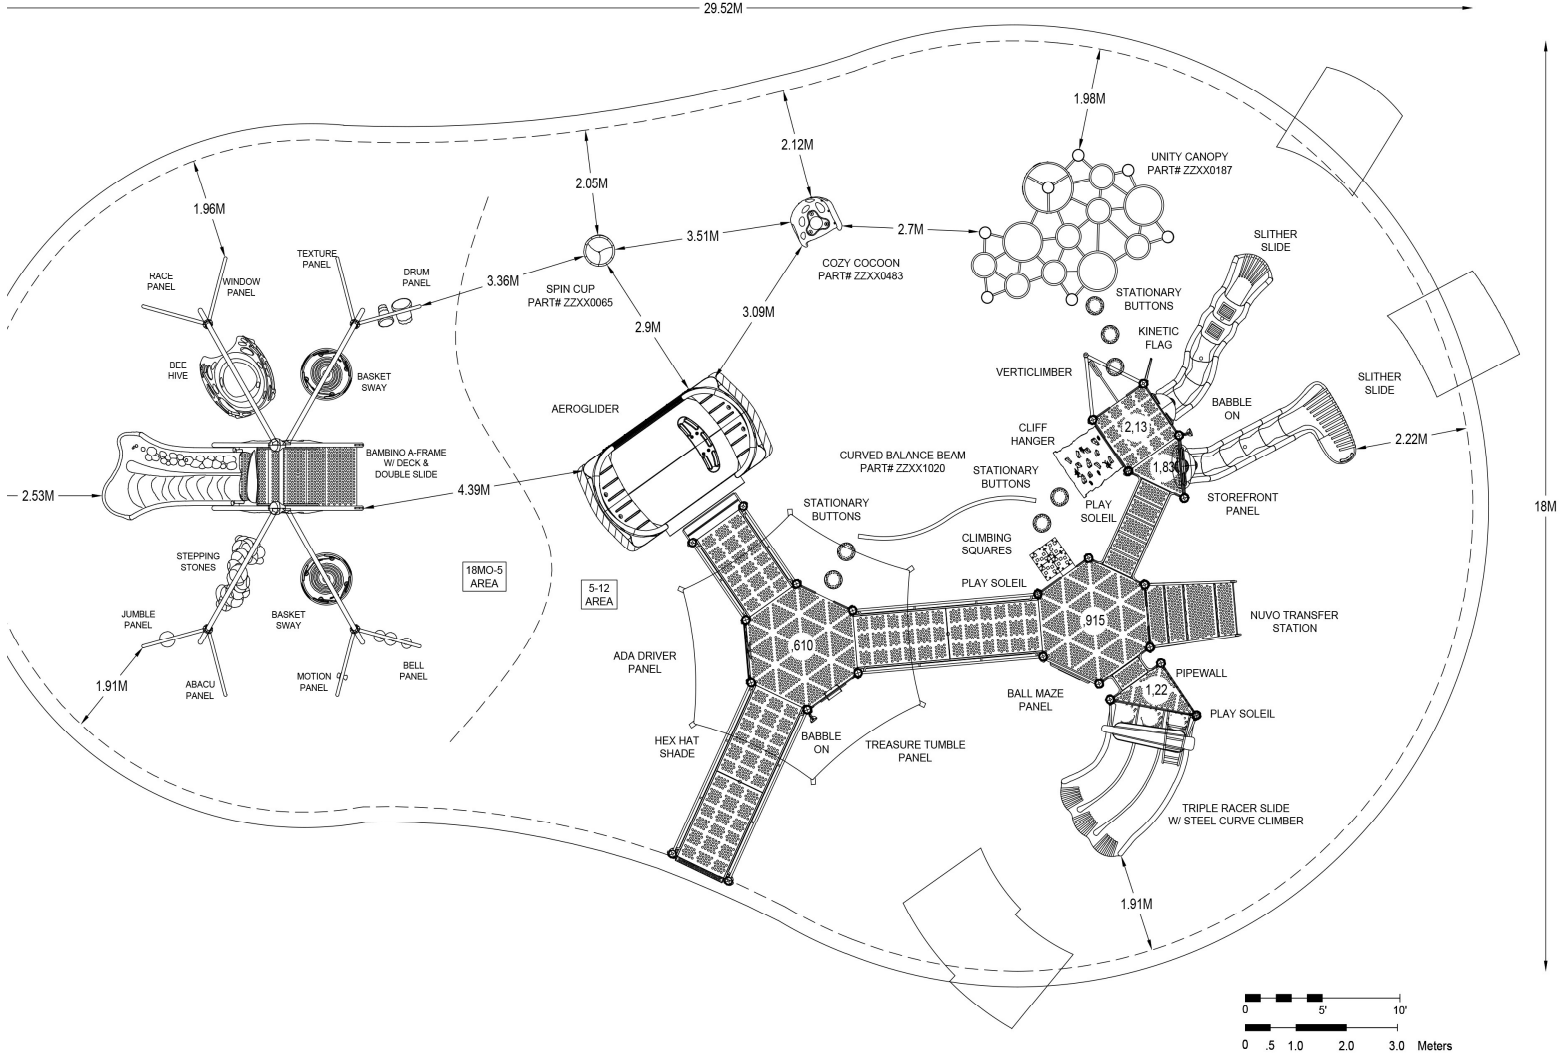 29.52M
1.98M
2.12M
UNITY CANOPY
PART# ZZXX0187
2.05M
1.96M
3.51M
2.7M
SLITHER
SLIDE
TEXTURE
PANEL
COZY COCOON
PART# ZZXX0483
RACE
PANEL
WINDOW
PANEL
DRUM
PANEL
3.36M
SPIN CUP
PART# ZZXX0065
STATIONARY
BUTTONS
3.09M
2.9M
KINETIC
FLAG
BEE
HIVE
BASKET
SWAY
VERTICLIMBER
SLITHER
SLIDE
AEROGLIDER
BABBLE
ON
2,13
CLIFF
HANGER
2.22M
BAMBINO A-FRAME
W/ DECK &
DOUBLE SLIDE
CURVED BALANCE BEAM
PART# ZZXX1020
1,83
STATIONARY
BUTTONS
2.53M
4.39M
STOREFRONT
PANEL
PLAY
SOLEIL
18M
STATIONARY
BUTTONS
CLIMBING
SQUARES
STEPPING
STONES
18MO-5
AREA
5-12
AREA
PLAY SOLEIL
JUMBLE
PANEL
BASKET
SWAY
,915
NUVO TRANSFER
STATION
,610
ADA DRIVER
PANEL
BELL
PANEL
1.91M
ABACU
PANEL
MOTION
PANEL
PIPEWALL
1,22
BALL MAZE
PANEL
PLAY SOLEIL
HEX HAT
SHADE
BABBLE
ON
TREASURE TUMBLE
PANEL
TRIPLE RACER SLIDE
W/ STEEL CURVE CLIMBER
1.91M
0 5' 10'
0 .5 1.0 2.0 3.0 Meters